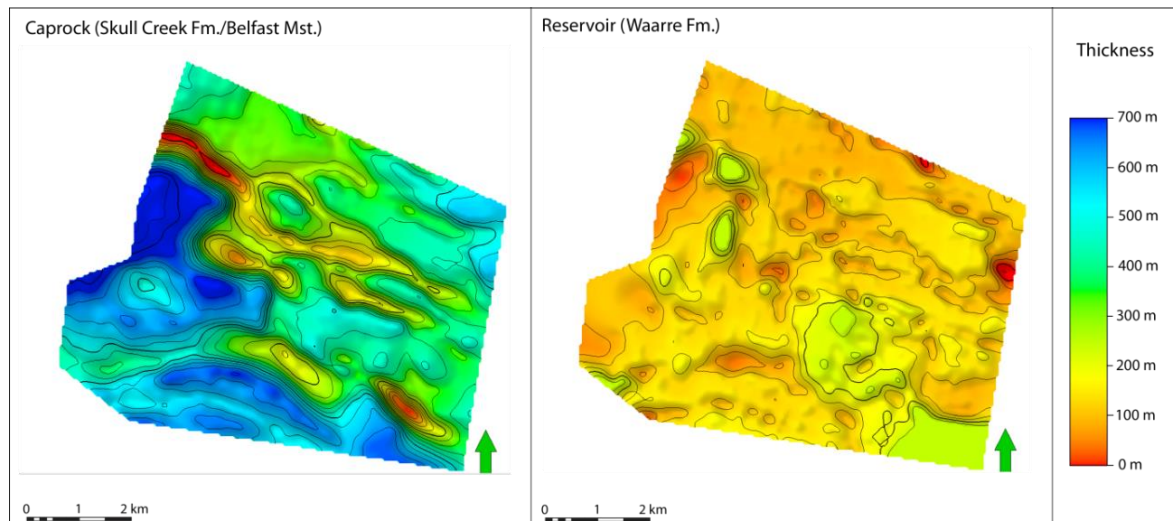 Caprock (Skull Creek Fm./Belfast Mst.)
Reservoir (Waarre Fm.)
Thickness
700 m
600 m
500 m
400 m
300 m
200 m
100 m
0 m
0 1 2 km
0 1 2 km